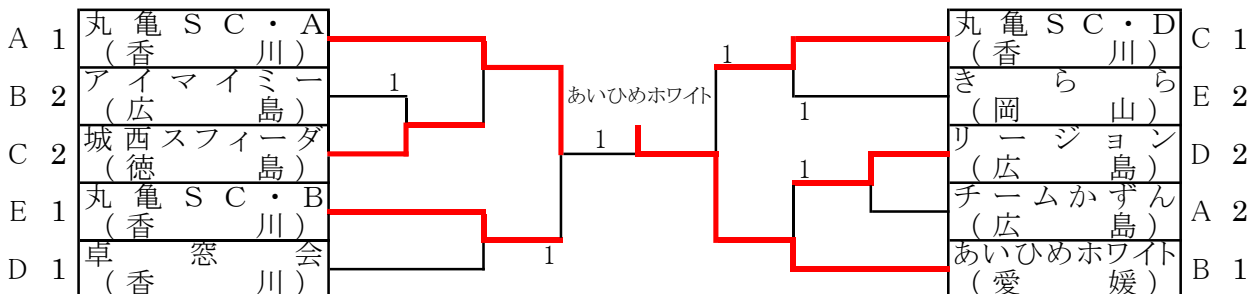 A 1 丸亀SC・A
(香川)
B 2 アイマイミー
(広島)
C 2 城西スフィーダ
(徳島)
E 1 丸亀SC・B
(香川)
D 1 卓窓会
(香川)
1
1
1
あいひめホワイト
1
1
1
丸亀SC・D C 1
(香川)
きらら E 2
(岡山)
リージョン D 2
(広島)
チームかずん A 2
(広島)
あいひめホワイト B 1
(愛媛)